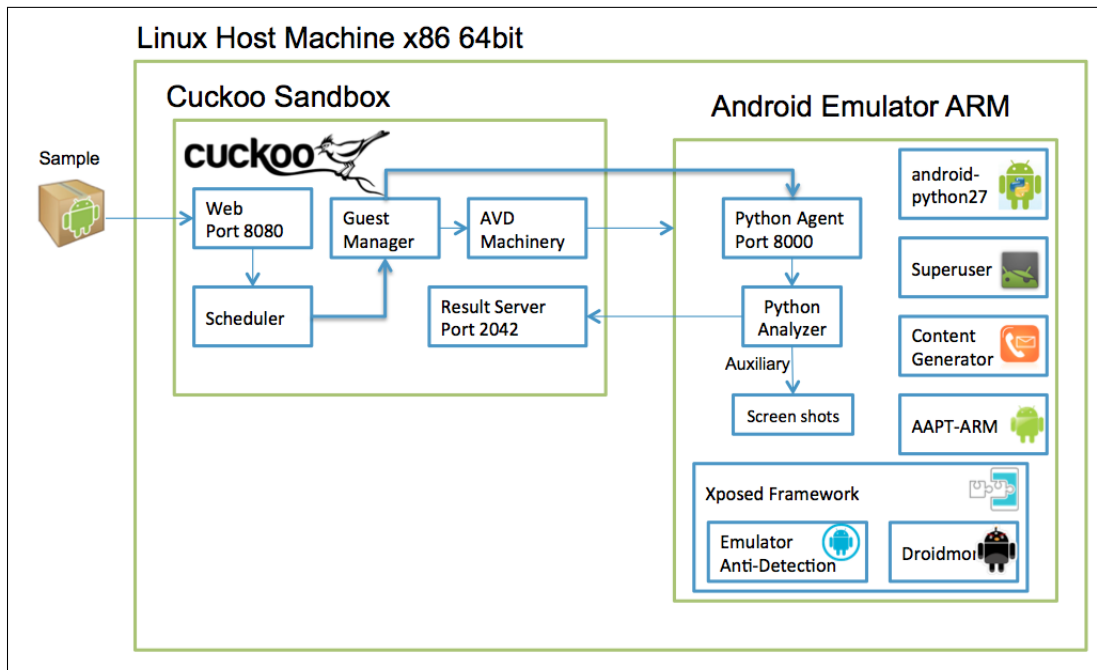 Linux Host Machine x86 64bit
Cuckoo Sandbox
Android Emulator ARM
Sample
cuckoo
Web
Port 8080
Guest
Manager
AVD
Machinery
Scheduler
Result Server
Port 2042
Python Agent
Port 8000
Python
Analyzer
Auxiliary
Screen shots
android-
python27
Superuser
Content
Generator
AAPT-ARM
Xposed Framework
Emulator
Anti-Detection